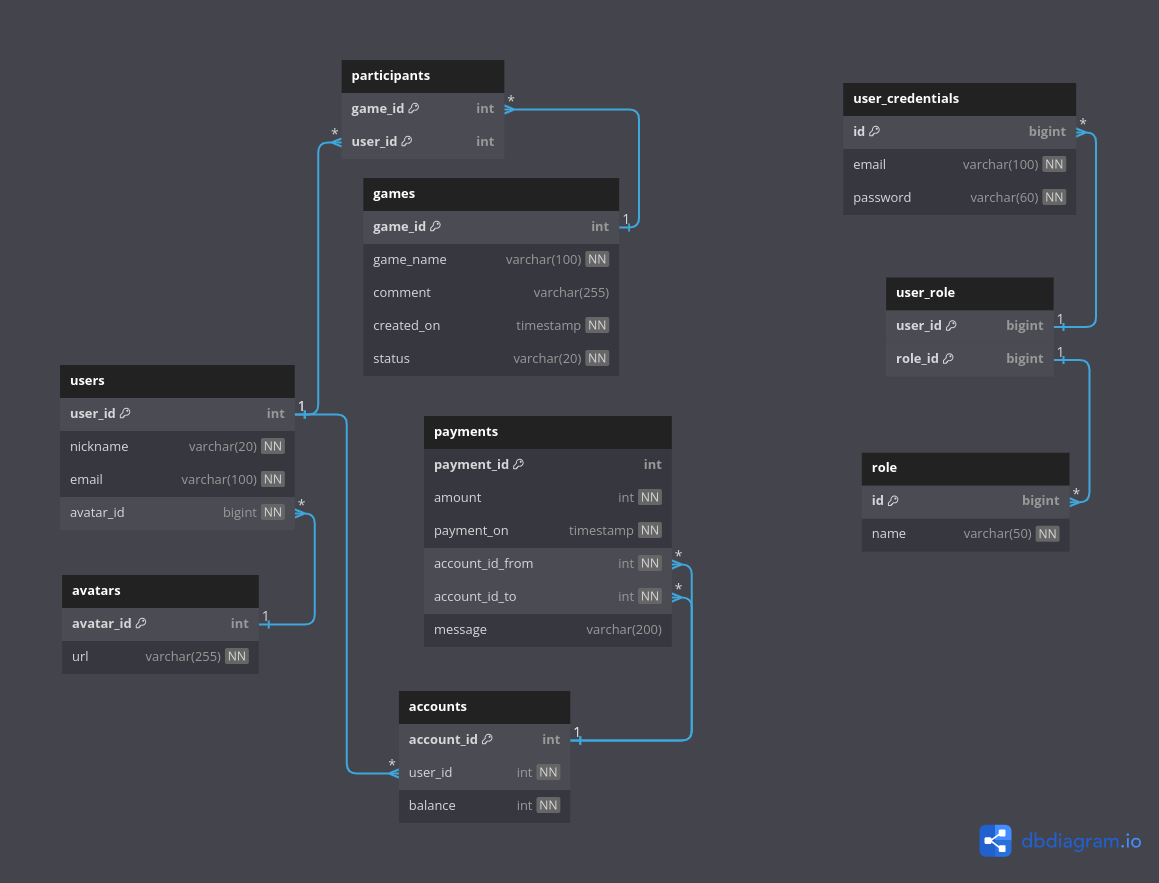 participants
game_id int
user_id int
*
*
games
game_id int
game_name varchar(100) NN
comment varchar(255)
created_on timestamp NN
status varchar(20) NN
1
users
user_id int
nickname varchar(20) NN
email varchar(100) NN
avatar_id bigint NN
1
*
avatars
avatar_id int
url varchar(255) NN
1
payments
payment_id int
amount int NN
payment_on timestamp NN
account_id_from int NN
account_id_to int NN
message varchar(200)
*
*
accounts
account_id int
user_id int NN
balance int NN
1
*
user_credentials
id bigint
email varchar(100) NN
password varchar(60) NN
*
user_role
user_id bigint
role_id bigint
1
1
role
id bigint
name varchar(50) NN
*
dbdiagram.io